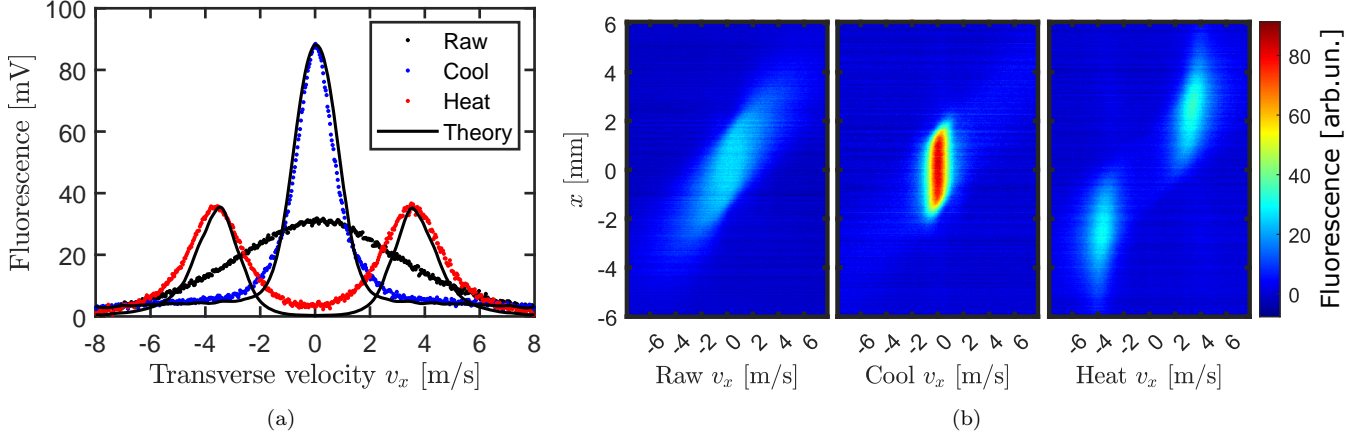 100
80
60
40
20
0
Fluorescence [mV]
-8 -6 -4 -2 0 2 4 6 8
Transverse velocity v_x [m/s]
Raw
Cool
Heat
Theory
(a)
6
4
2
0
-2
-4
-6
x [mm]
-6 -4 -2 0 2 4 6
Raw v_x [m/s]
-6 -4 -2 0 2 4 6
Cool v_x [m/s]
-6 -4 -2 0 2 4 6
Heat v_x [m/s]
80
60
40
20
0
Fluorescence [arb.un.]
(b)